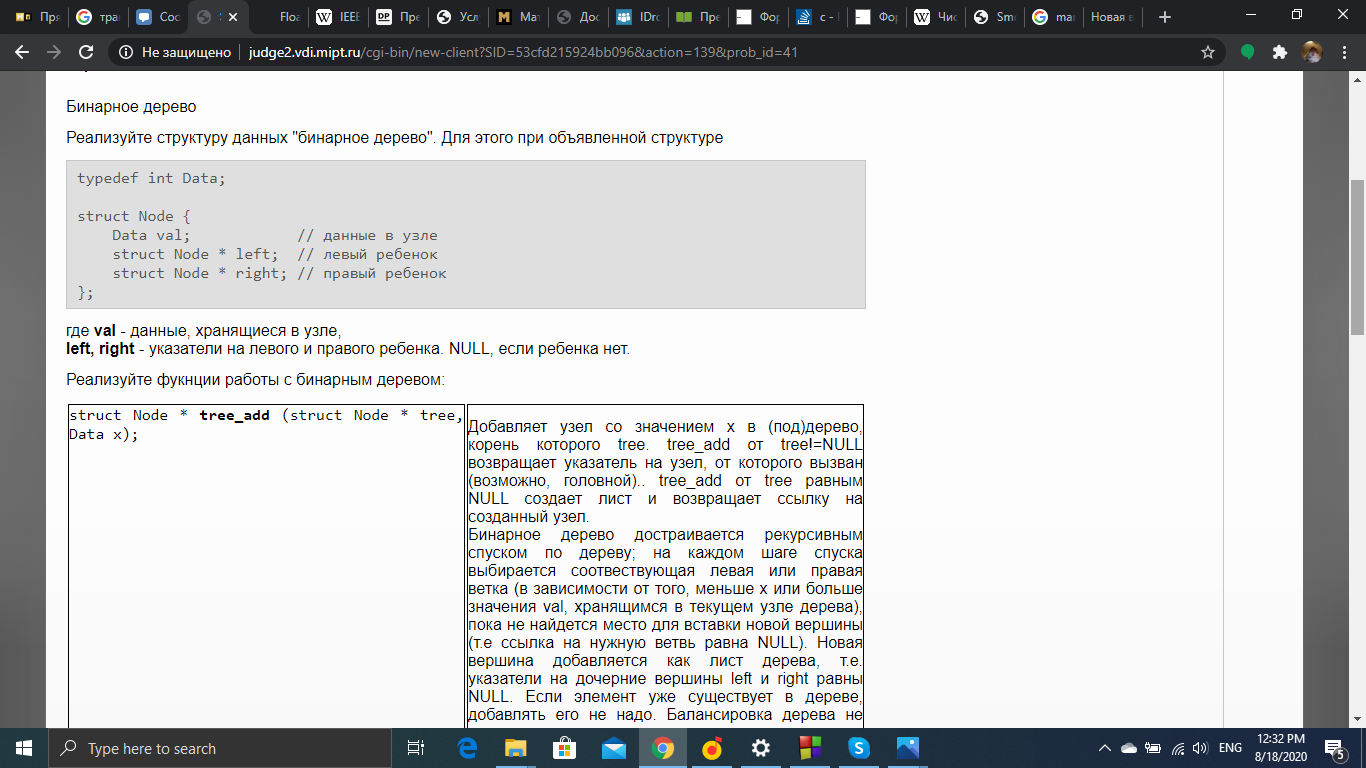 Пря
тран
Сос
Floa
IEEE
Пре
Усл
Мат
Дос
IDro
Пре
Фор
c - l
Фор
Чис
Sm
ma
Новая в
Не защищено
judge2.vdi.mipt.ru/cgi-bin/new-client?SID=53cfd215924bb096&action=139&prob_id=41
Бинарное дерево
Реализуйте структуру данных "бинарное дерево". Для этого при объявленной структуре
typedef int Data;
struct Node {
Data val; // данные в узле
struct Node * left; // левый ребенок
struct Node * right; // правый ребенок
};
где val - данные, хранящиеся в узле,
left, right - указатели на левого и правого ребенка. NULL, если ребенка нет.
Реализуйте фукнции работы с бинарным деревом:
struct Node * tree_add (struct Node * tree,
Data x);
Добавляет узел со значением x в (под)дерево,
корень которого tree. tree_add от tree!=NULL
возвращает указатель на узел, от которого вызван
(возможно, головной).. tree_add от tree равным
NULL создает лист и возвращает ссылку на
созданный узел.
Бинарное дерево достраивается рекурсивным
спуском по дереву; на каждом шаге спуска
выбирается соотвествующая левая или правая
ветка (в зависимости от того, меньше x или больше
значения val, хранящимся в текущем узле дерева),
пока не найдется место для вставки новой вершины
(т.е ссылка на нужную ветвь равна NULL). Новая
вершина добавляется как лист дерева, т.е.
указатели на дочерние вершины left и right равны
NULL. Если элемент уже существует в дереве,
добавлять его не надо. Балансировка дерева не
Type here to search
ENG
12:32 PM
8/18/2020
5